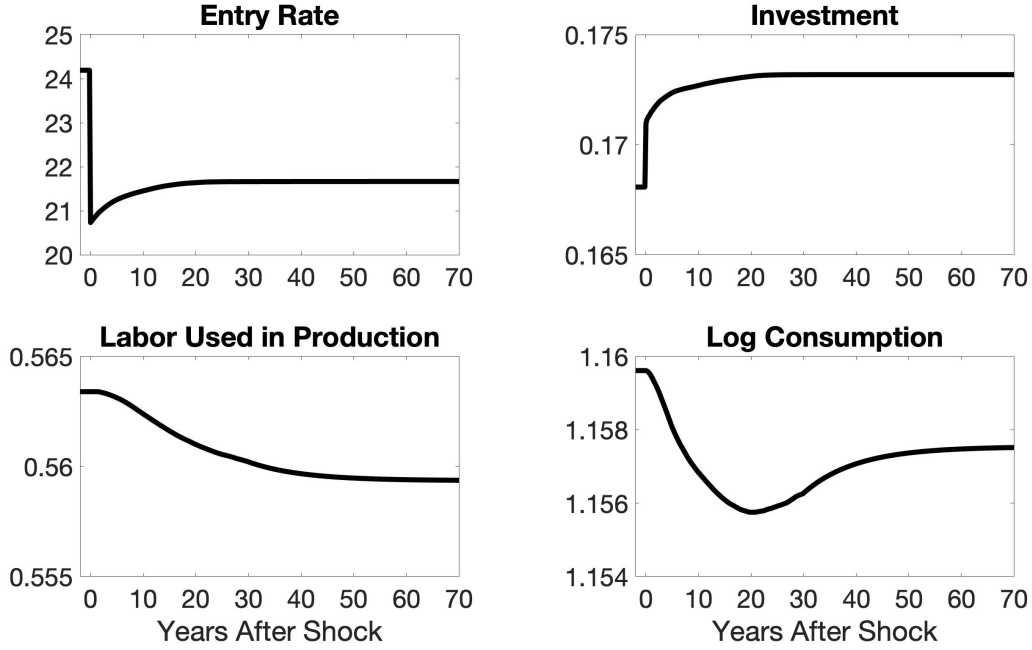 Entry Rate
25
24
23
22
21
20
0 10 20 30 40 50 60 70
Investment
0.175
0.17
0.165
0 10 20 30 40 50 60 70
Labor Used in Production
0.565
0.56
0.555
0 10 20 30 40 50 60 70
Years After Shock
Log Consumption
1.16
1.158
1.156
1.154
0 10 20 30 40 50 60 70
Years After Shock